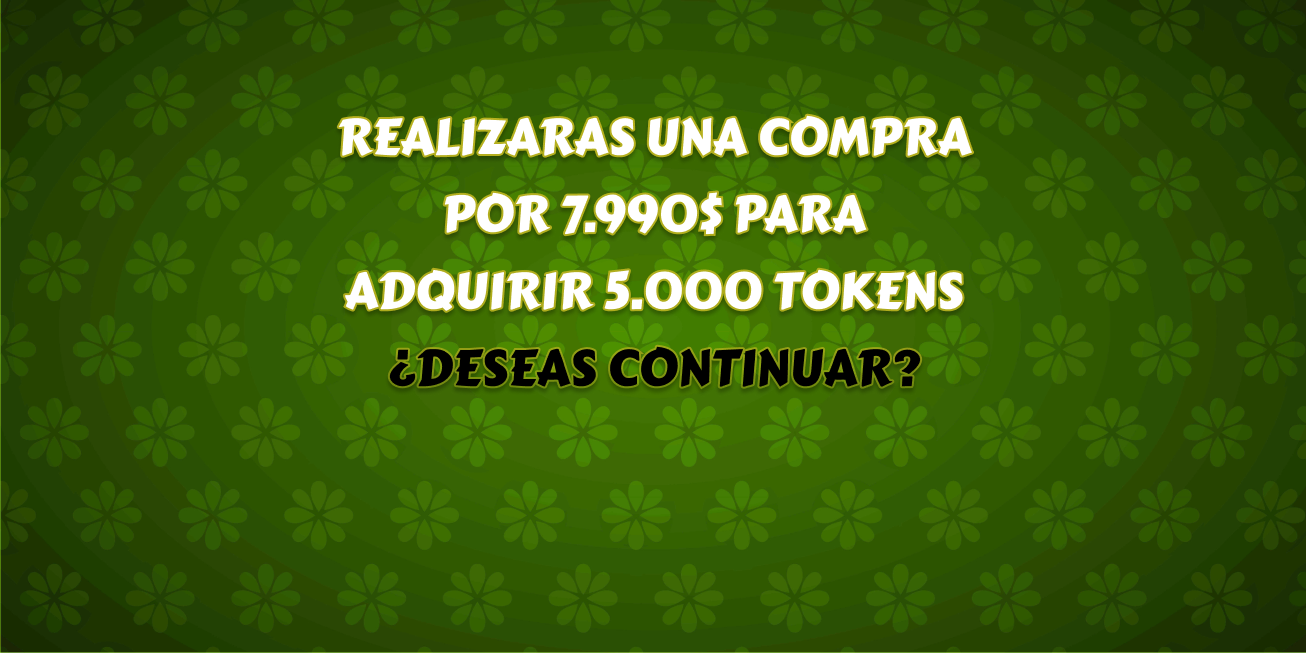 REALIZARAS UNA COMPRA
POR 7.990$ PARA
ADQUIRIR 5.000 TOKENS
¿DESEAS CONTINUAR?